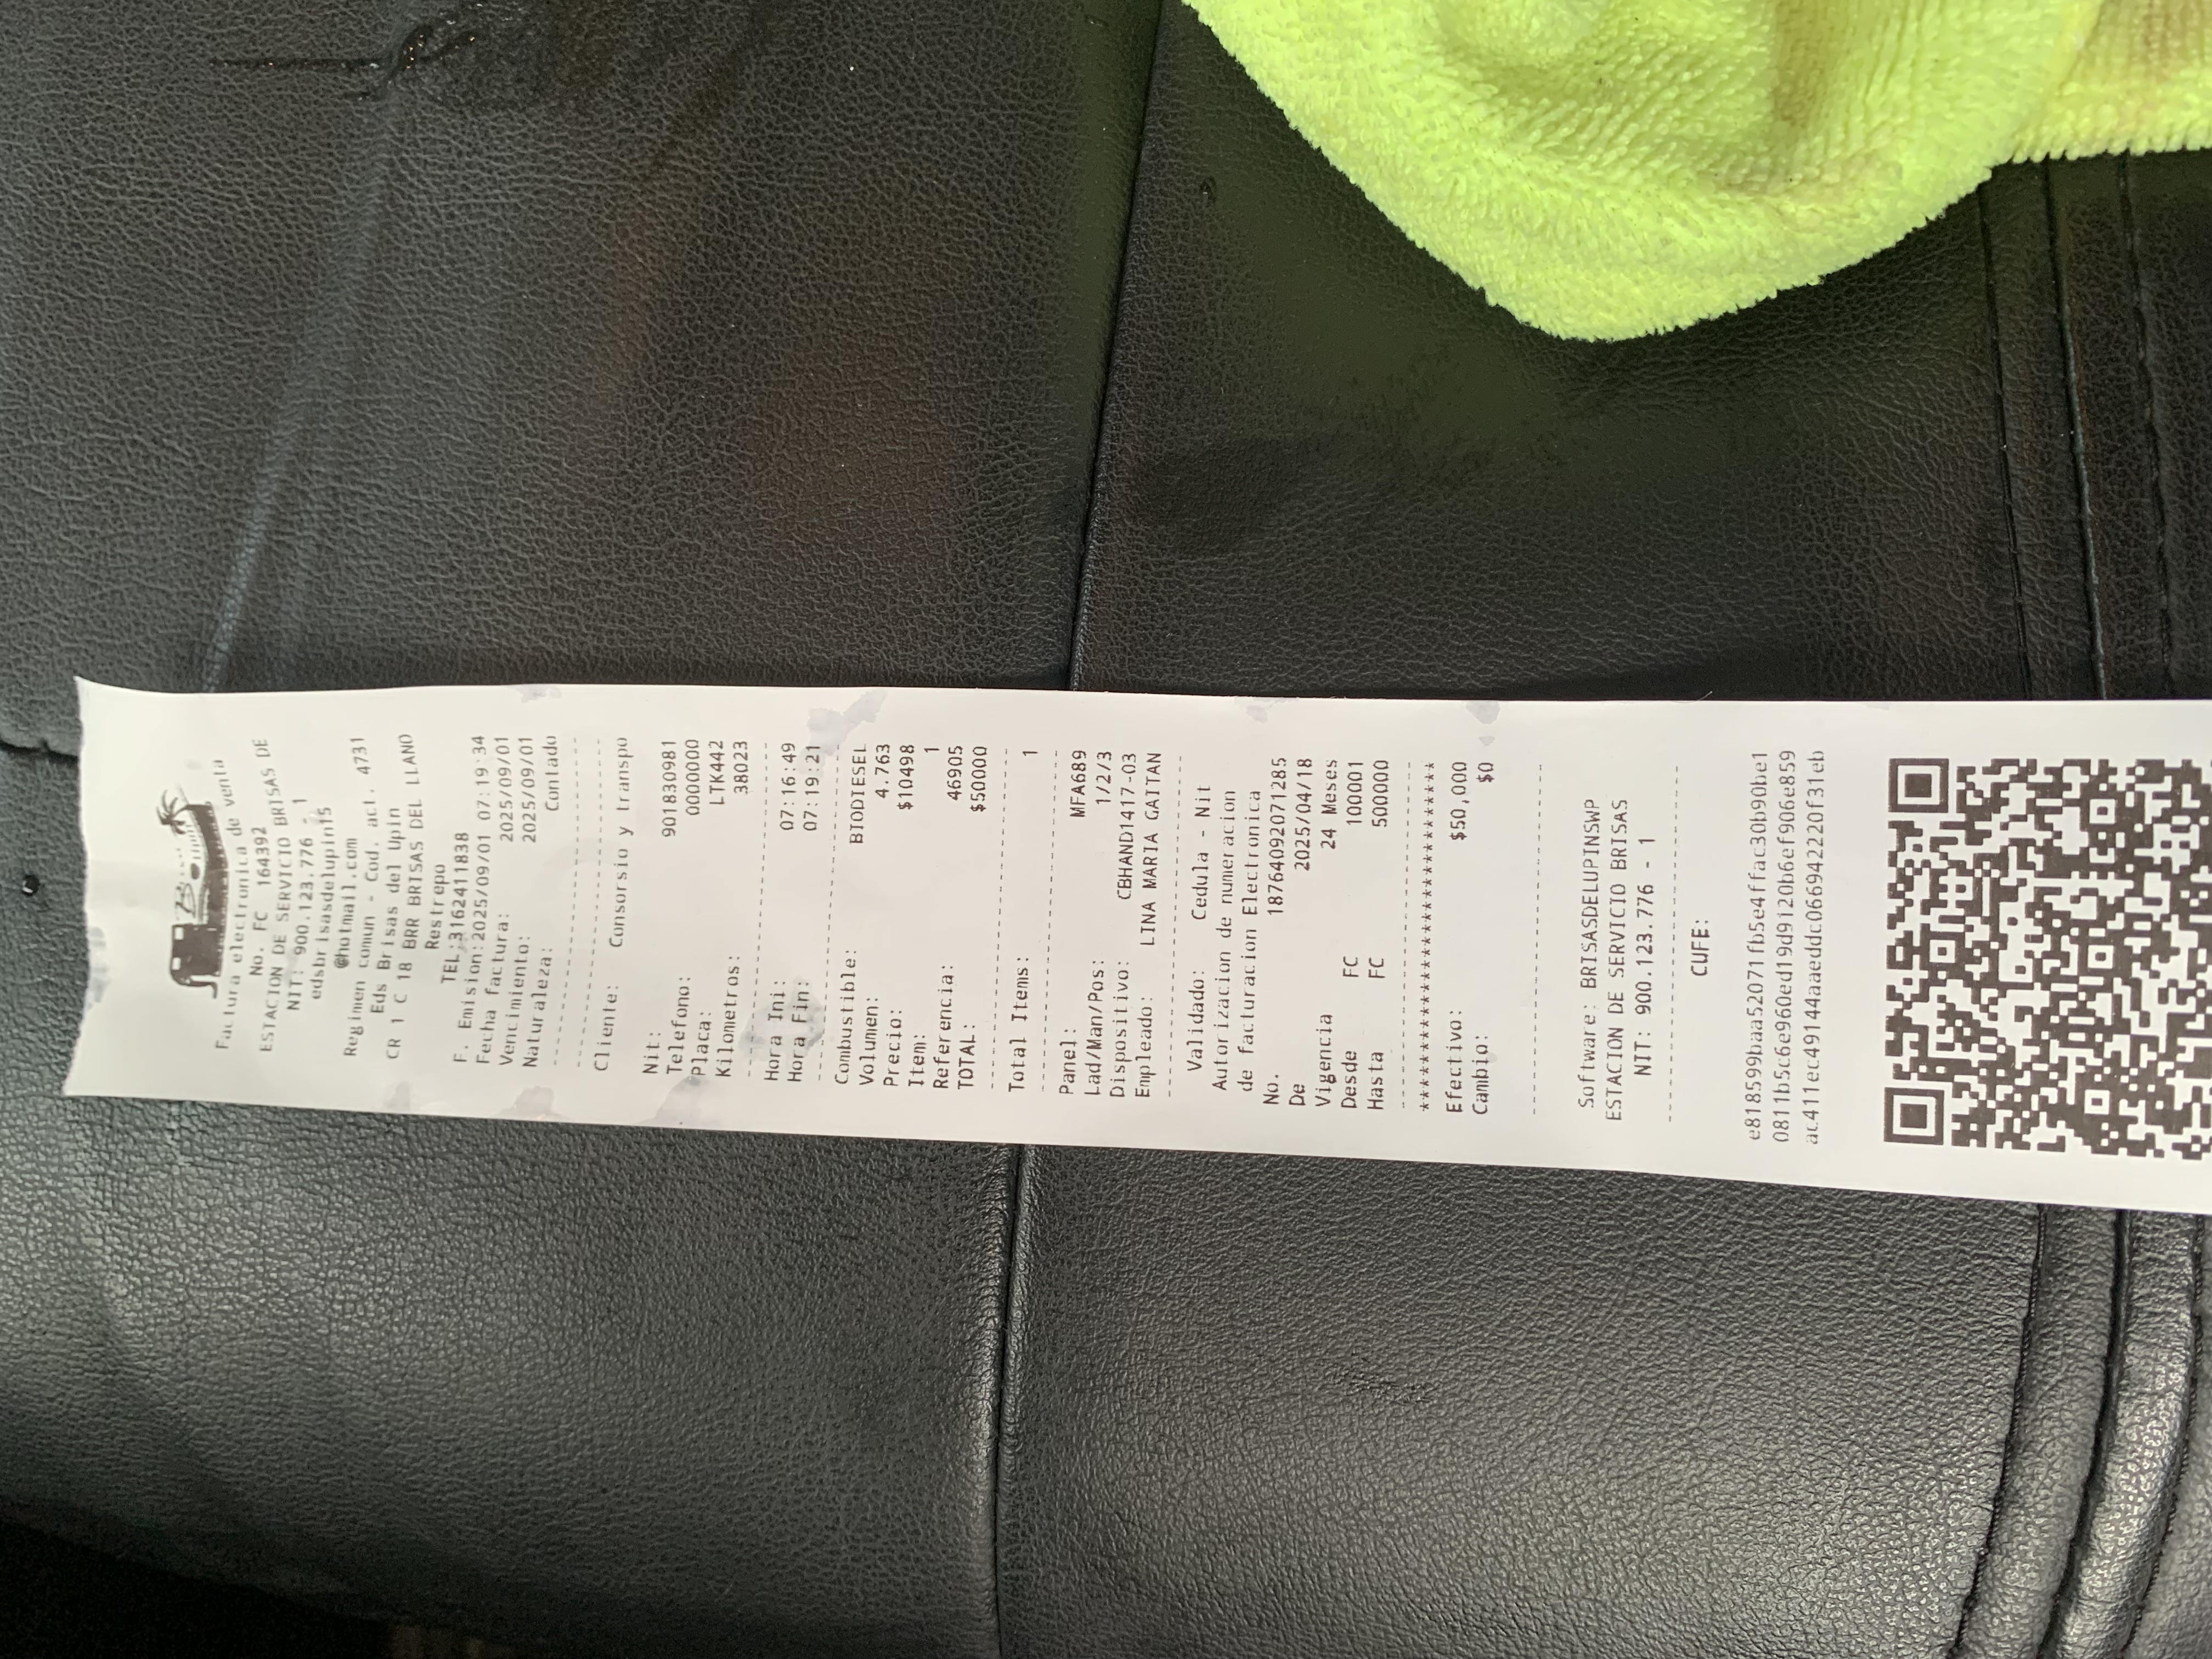 Factura electronica de venta
No. FC 164392
ESTACION DE SERVICIO BRISAS DE
NIT: 900.123.776 - 1
edsbrisasdelupin15
@hotmail.com
Regimen comun - Cod. act. 4731
Eds Brisas del Upin
CR 1 C 18 BRR BRISAS DEL LLANO
Restrepo
TEL:3162411838
F. Emision:2025/09/01 07:19:34
Fecha factura: 2025/09/01
Vencimiento: 2025/09/01
Naturaleza: Contado
Cliente: Consorsio y transpo
Nit: 901830981
Telefono: 0000000
Placa: LTK442
Kilometros: 38023
Hora Ini: 07:16:49
Hora Fin: 07:19:21
Combustible: BIODIESEL
Volumen: 4.763
Precio: $10498
Item: 1
Referencia: 46905
TOTAL: $50000
Total Items: 1
Panel: MFA689
Lad/Man/Pos: 1/2/3
Dispositivo: CBHAND1417-03
Empleado: LINA MARIA GAITAN
Validado: Cedula - Nit
Autorizacion de numeracion
de facturacion Electronica
No. 18764092071285
De 2025/04/18
Vigencia 24 Meses
Desde FC 100001
Hasta FC 500000
******************************
Efectivo: $50,000
Cambio: $0
Software: BRISASDELUPINSWP
ESTACION DE SERVICIO BRISAS
NIT: 900.123.776 - 1
CUFE:
e818599baa52071fb5e4ffac30b90be1
0811b5c6e960ed19d9120b6ef906e859
ac411ec49144aaeddc066942220f31eb